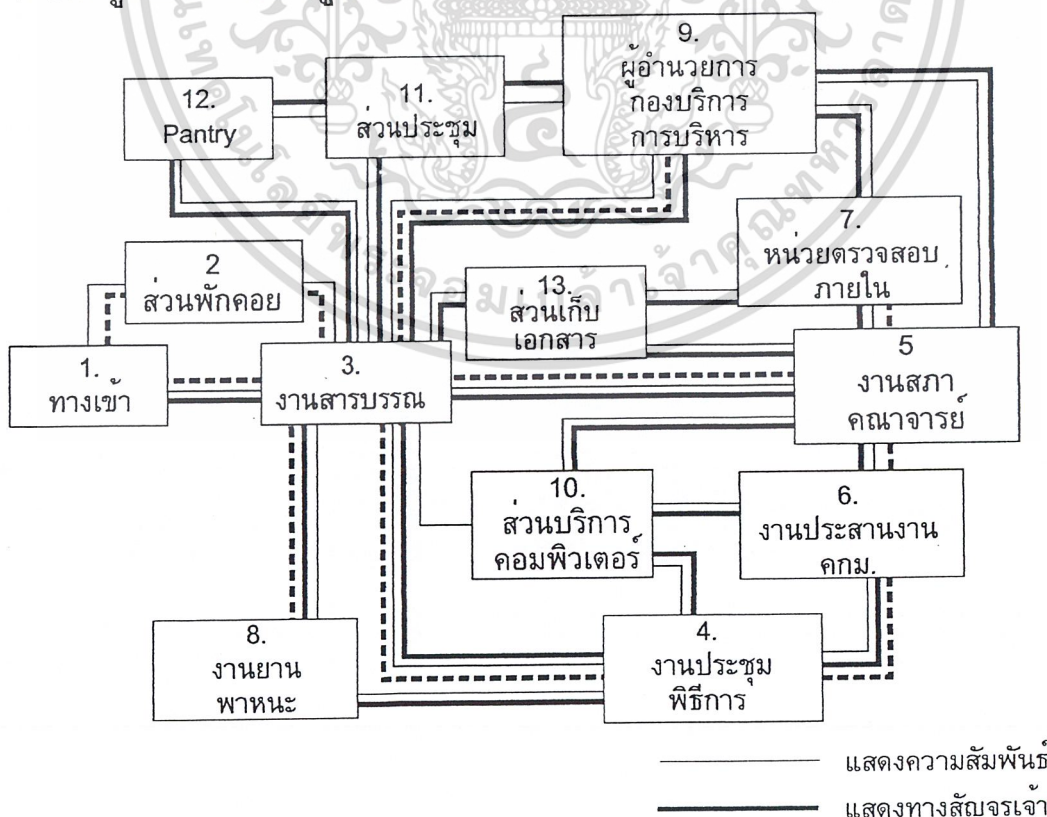 9.
ผู้อำนวยการ
กองบริการ
การบริหาร
12.
Pantry
11.
ส่วนประชุม
7.
หน่วยตรวจสอบ
ภายใน
2
ส่วนพักคอย
13.
ส่วนเก็บ
เอกสาร
1.
ทางเข้า
3.
งานสารบรรณ
5
งานสภา
คณาจารย์
10.
ส่วนบริการ
คอมพิวเตอร์
6.
งานประสานงาน
คกม.
8.
งานยาน
พาหนะ
4.
งานประชุม
พิธีการ
แสดงความสัมพันธ์
แสดงทางสัญจรเจ้า